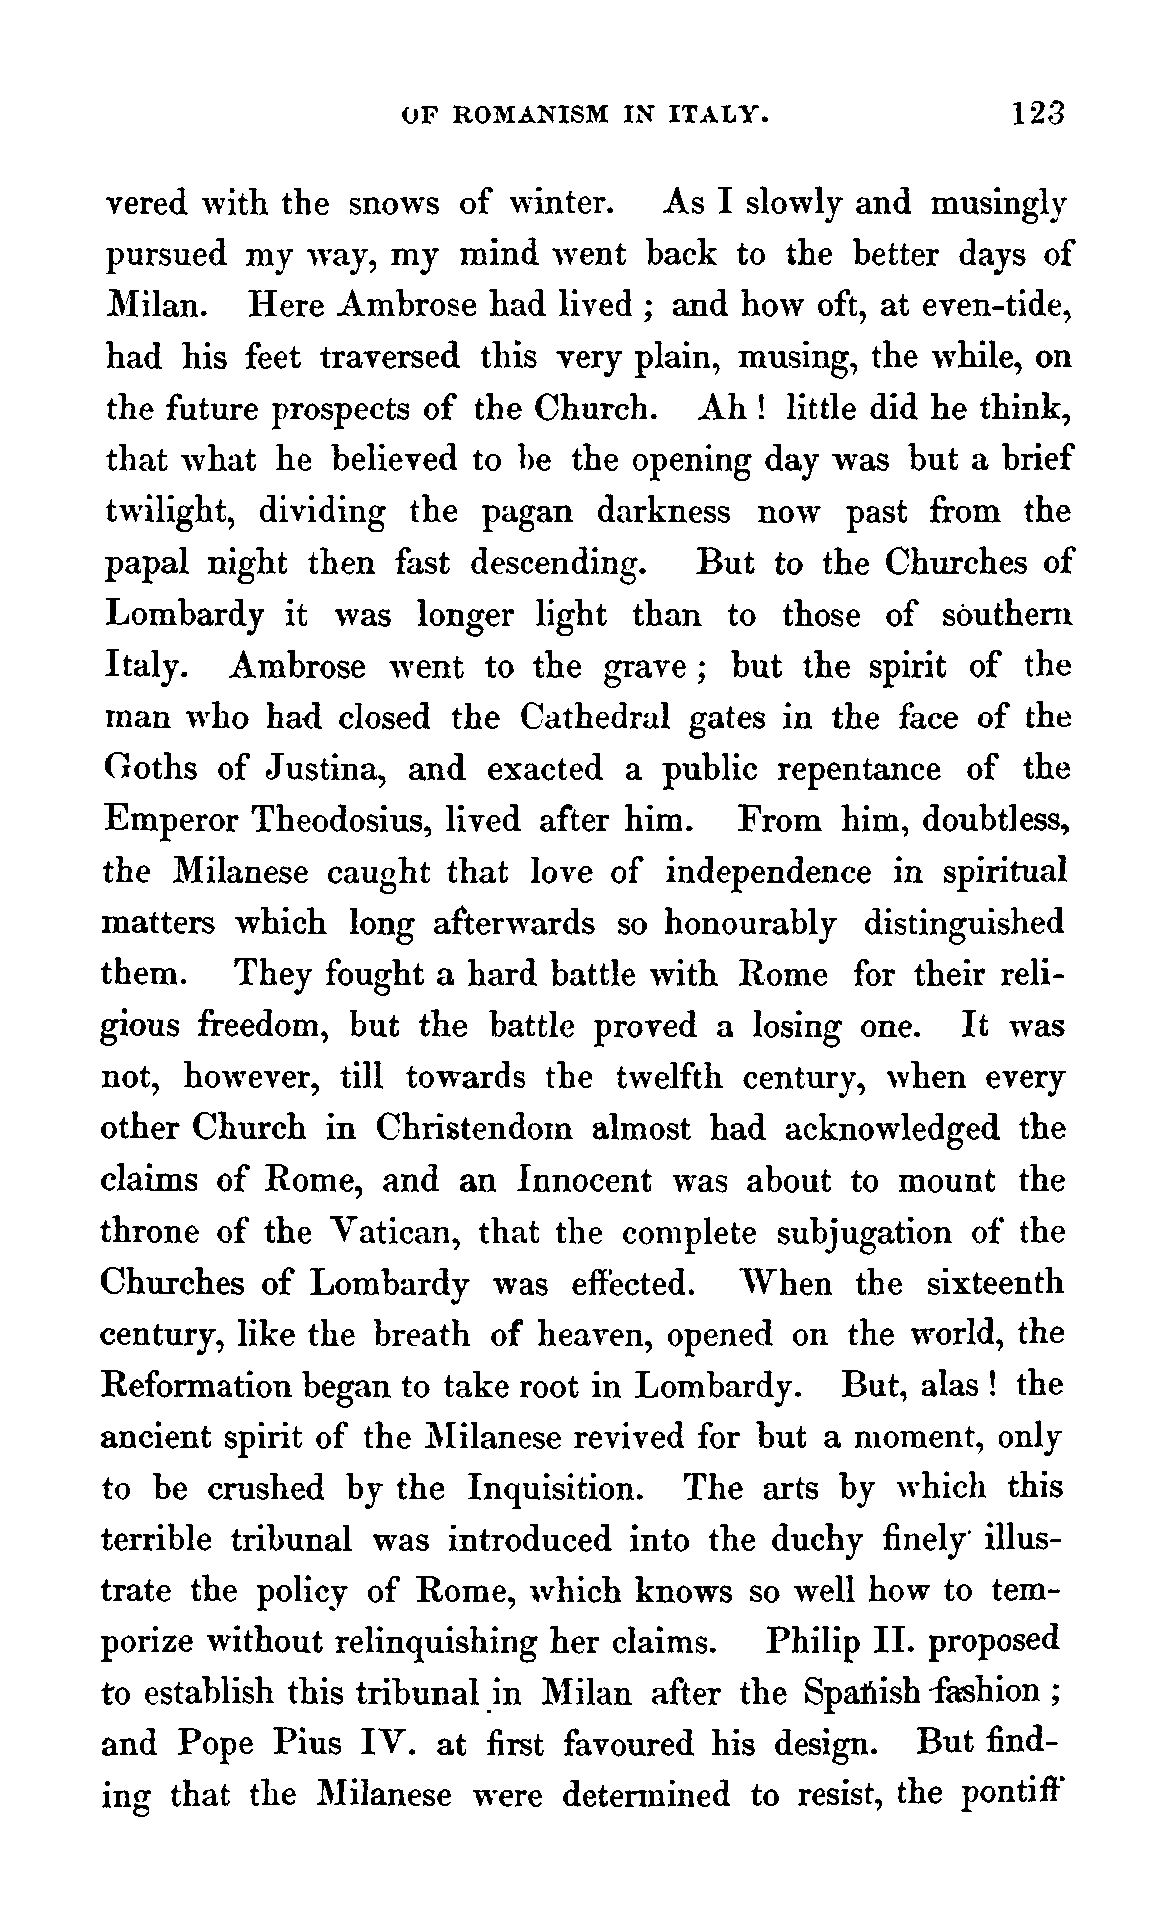 OF ROMANISM IN ITALY. 123
vered with the snows of winter. As I slowly and musingly
pursued my way, my mind went back to the better days of
Milan. Here Ambrose had lived ; and how oft, at even-tide,
had his feet traversed this very plain, musing, the while, on
the future prospects of the Church. Ah ! little did he think,
that what he believed to be the opening day was but a brief
twilight, dividing the pagan darkness now past from the
papal night then fast descending. But to the Churches of
Lombardy it was longer light than to those of southern
Italy. Ambrose went to the grave ; but the spirit of the
man who had closed the Cathedral gates in the face of the
Goths of Justina, and exacted a public repentance of the
Emperor Theodosius, lived after him. From him, doubtless,
the Milanese caught that love of independence in spiritual
matters which long afterwards so honourably distinguished
them. They fought a hard battle with Rome for their reli-
gious freedom, but the battle proved a losing one. It was
not, however, till towards the twelfth century, when every
other Church in Christendom almost had acknowledged the
claims of Rome, and an Innocent was about to mount the
throne of the Vatican, that the complete subjugation of the
Churches of Lombardy was effected. When the sixteenth
century, like the breath of heaven, opened on the world, the
Reformation began to take root in Lombardy. But, alas ! the
ancient spirit of the Milanese revived for but a moment, only
to be crushed by the Inquisition. The arts by which this
terrible tribunal was introduced into the duchy finely illus-
trate the policy of Rome, which knows so well how to tem-
porize without relinquishing her claims. Philip II. proposed
to establish this tribunal in Milan after the Spanish fashion ;
and Pope Pius IV. at first favoured his design. But find-
ing that the Milanese were determined to resist, the pontiff